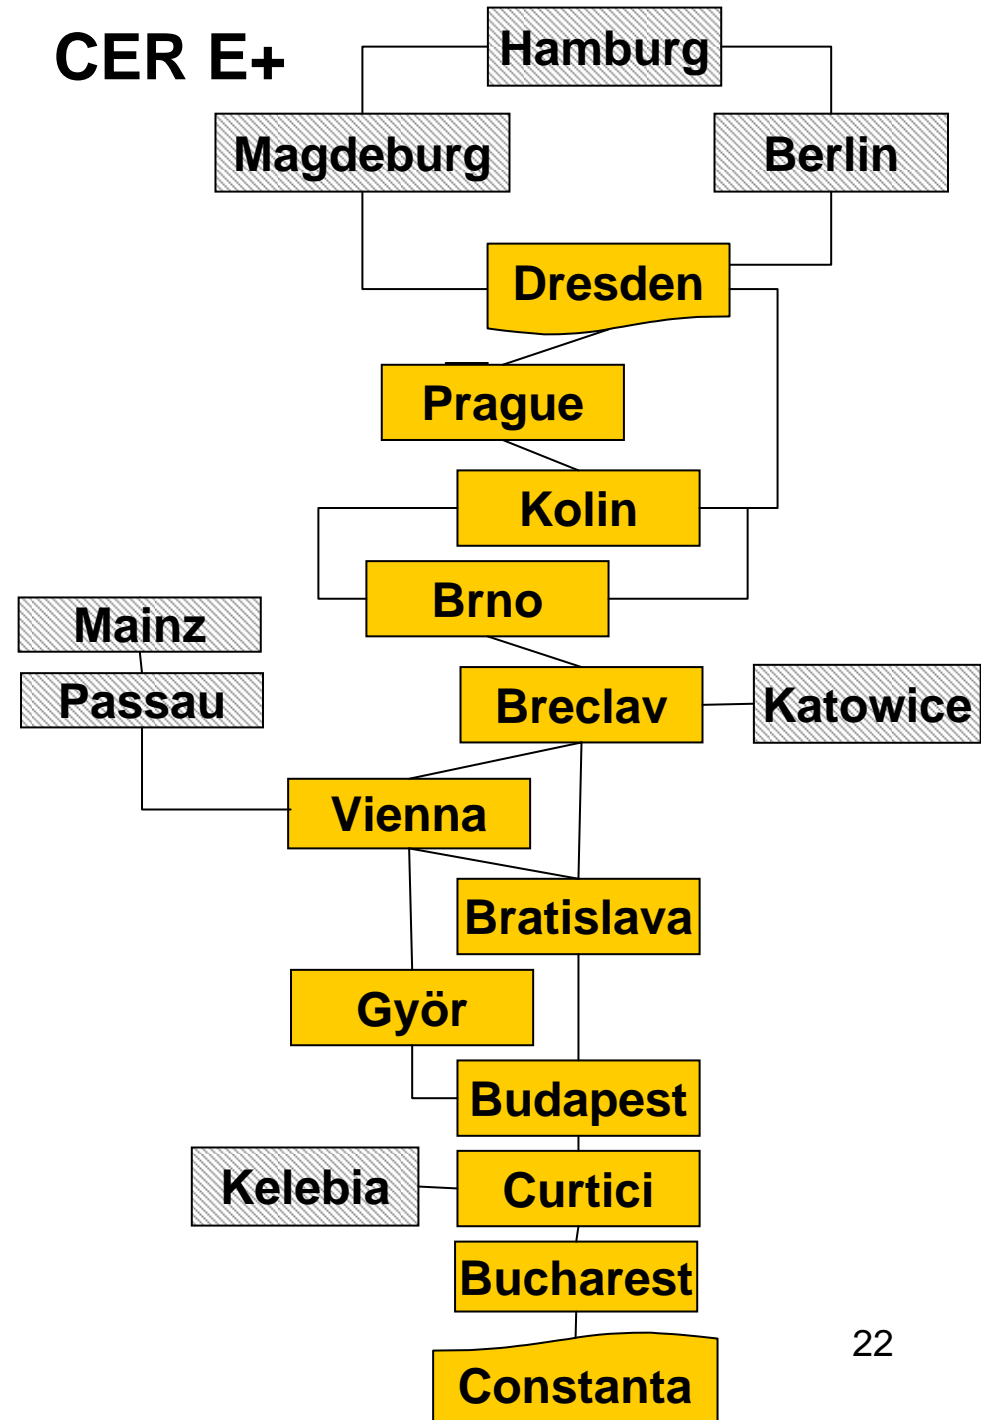 CER E+
Hamburg
Magdeburg
Berlin
Dresden
Prague
Kolin
Brno
Mainz
Passau
Breclav
Katowice
Vienna
Bratislava
Györ
Budapest
Kelebia
Curtici
Bucharest
22
Constanta